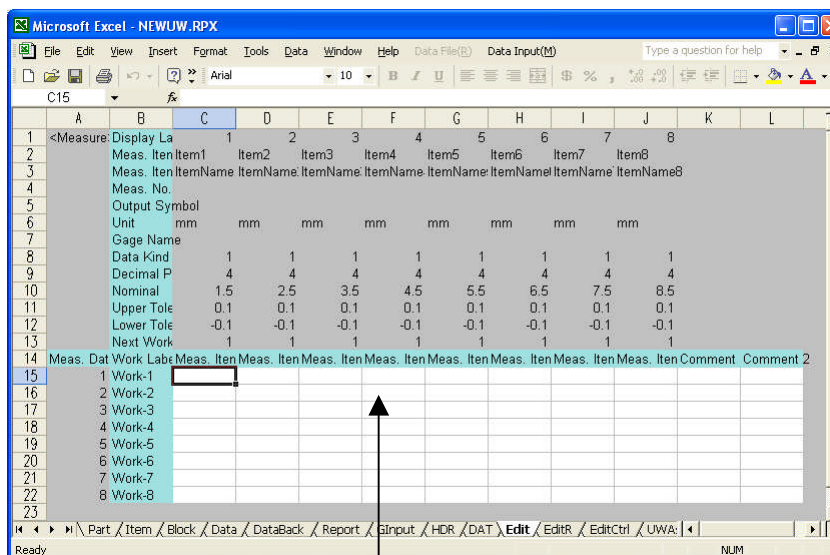 Microsoft Excel - NEWUW.RPX
File Edit View Insert Format Tools Data Window Help Data File(R) Data Input(M) Type a question for help
Arial 10 B I U $ % ,
C15 fx
A B C D E F G H I J K L
1 <Measure: Display La 1 2 3 4 5 6 7 8
2 Meas. Iten Item1 Item2 Item3 Item4 Item5 Item6 Item7 Item8
3 Meas. Iten ItemName ItemName ItemName ItemName ItemName ItemName ItemName ItemName8
4 Meas. No.
5 Output Symbol
6 Unit mm mm mm mm mm mm mm mm
7 Gage Name
8 Data Kind 1 1 1 1 1 1 1 1
9 Decimal P 4 4 4 4 4 4 4 4
10 Nominal 1.5 2.5 3.5 4.5 5.5 6.5 7.5 8.5
11 Upper Tole 0.1 0.1 0.1 0.1 0.1 0.1 0.1 0.1
12 Lower Tole -0.1 -0.1 -0.1 -0.1 -0.1 -0.1 -0.1 -0.1
13 Next Work 1 1 1 1 1 1 1 1
14 Meas. Dat Work Labe Meas. Iten Meas. Iten Meas. Iten Meas. Iten Meas. Iten Meas. Iten Meas. Iten Meas. Iten Comment Comment 2
15 1 Work-1
16 2 Work-2
17 3 Work-3
18 4 Work-4
19 5 Work-5
20 6 Work-6
21 7 Work-7
22 8 Work-8
23
Part Item Block Data DataBack Report GInput HDR DAT Edit EditR EditCtrl UWA
Ready NUM